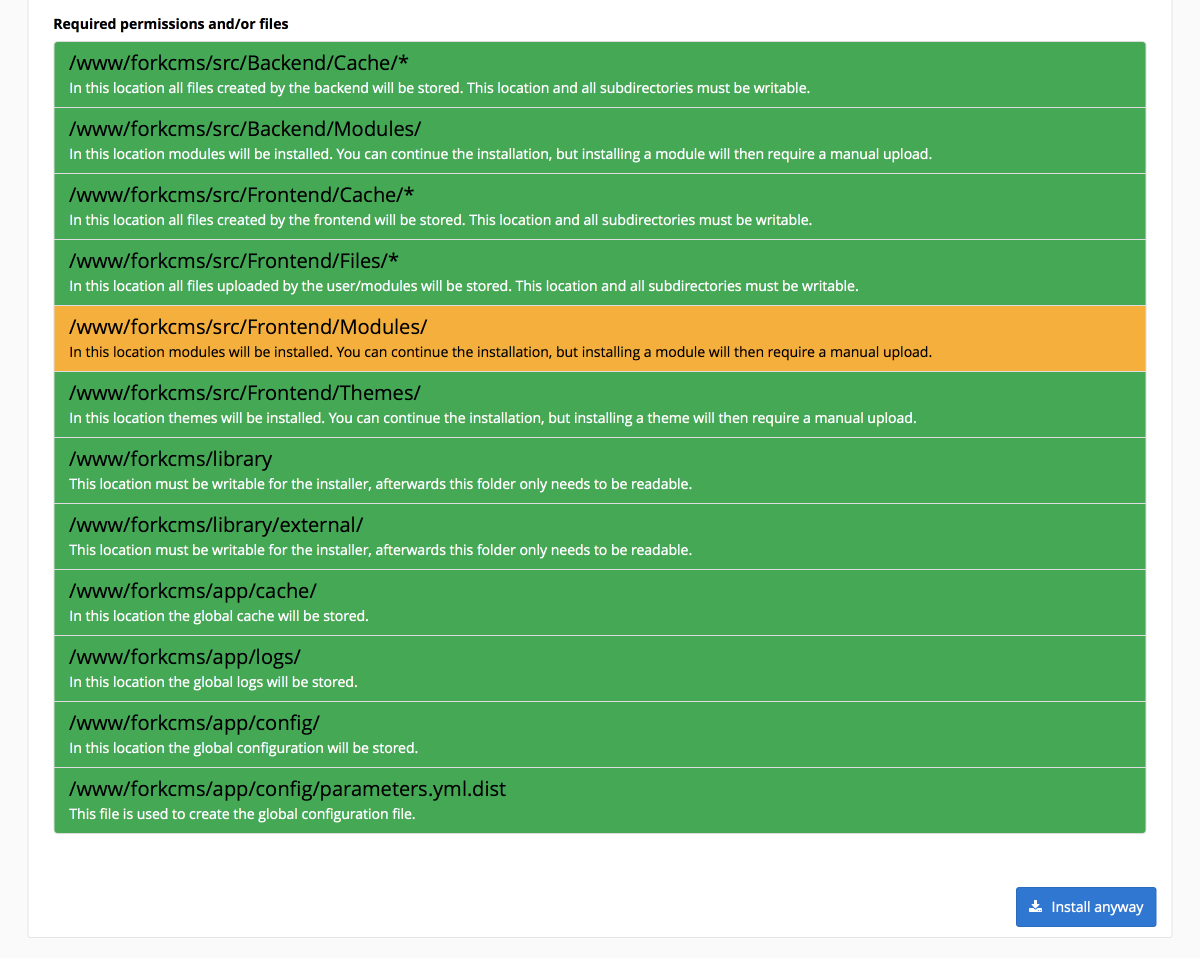 Required permissions and/or files
/www/forkcms/src/Backend/Cache/*
In this location all files created by the backend will be stored. This location and all subdirectories must be writable.
/www/forkcms/src/Backend/Modules/
In this location modules will be installed. You can continue the installation, but installing a module will then require a manual upload.
/www/forkcms/src/Frontend/Cache/*
In this location all files created by the frontend will be stored. This location and all subdirectories must be writable.
/www/forkcms/src/Frontend/Files/*
In this location all files uploaded by the user/modules will be stored. This location and all subdirectories must be writable.
/www/forkcms/src/Frontend/Modules/
In this location modules will be installed. You can continue the installation, but installing a module will then require a manual upload.
/www/forkcms/src/Frontend/Themes/
In this location themes will be installed. You can continue the installation, but installing a theme will then require a manual upload.
/www/forkcms/library
This location must be writable for the installer, afterwards this folder only needs to be readable.
/www/forkcms/library/external/
This location must be writable for the installer, afterwards this folder only needs to be readable.
/www/forkcms/app/cache/
In this location the global cache will be stored.
/www/forkcms/app/logs/
In this location the global logs will be stored.
/www/forkcms/app/config/
In this location the global configuration will be stored.
/www/forkcms/app/config/parameters.yml.dist
This file is used to create the global configuration file.
Install anyway